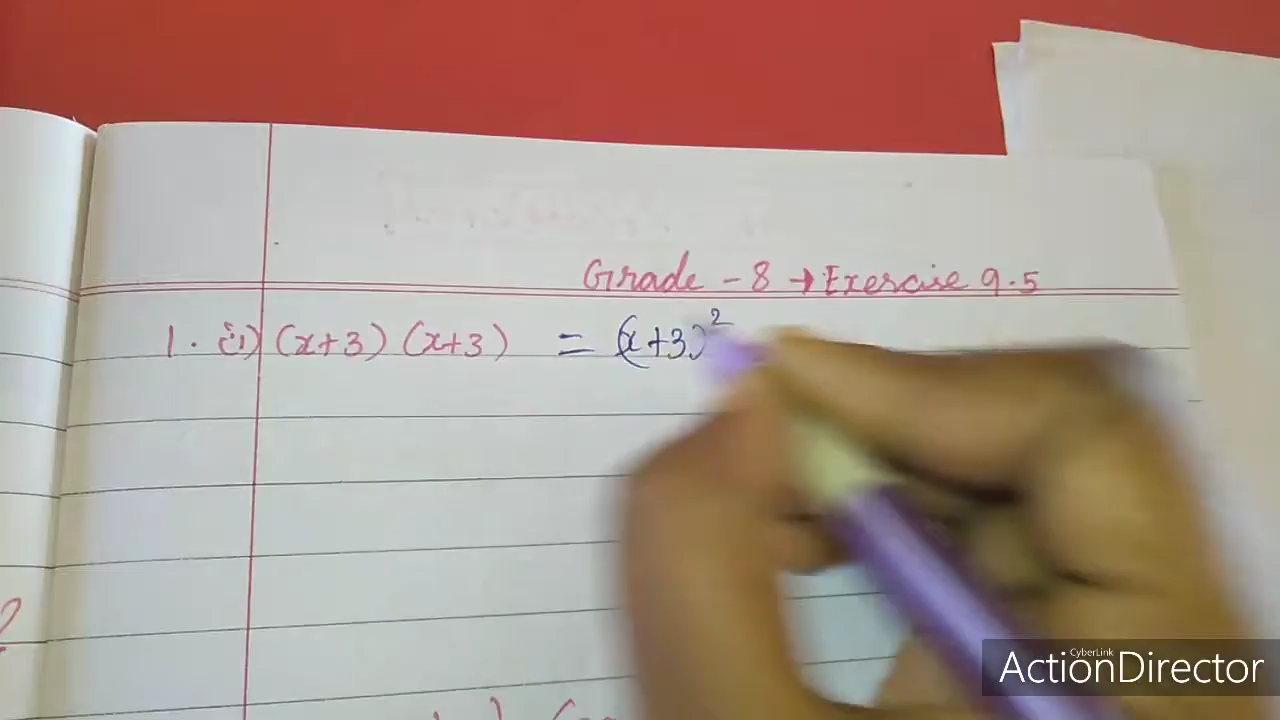 Grade - 8 → Exercise 9.5
1. (i) (x+3) (x+3) = (x+3)²
CyberLink
ActionDirector